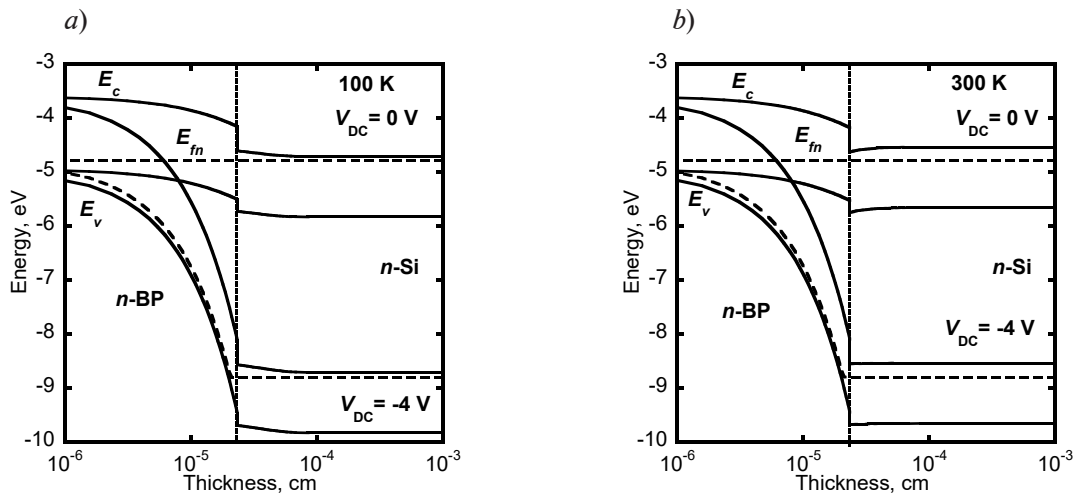 a)
-3
-4
-5
-6
-7
-8
-9
-10
Energy, eV
E_c
100 K
V_DC = 0 V
E_fn
E_v
n-Si
n-BP
V_DC = -4 V
10^-6
10^-5
10^-4
10^-3
Thickness, cm
b)
-3
-4
-5
-6
-7
-8
-9
-10
Energy, eV
E_c
300 K
V_DC = 0 V
E_fn
E_v
n-Si
n-BP
V_DC = -4 V
10^-6
10^-5
10^-4
10^-3
Thickness, cm